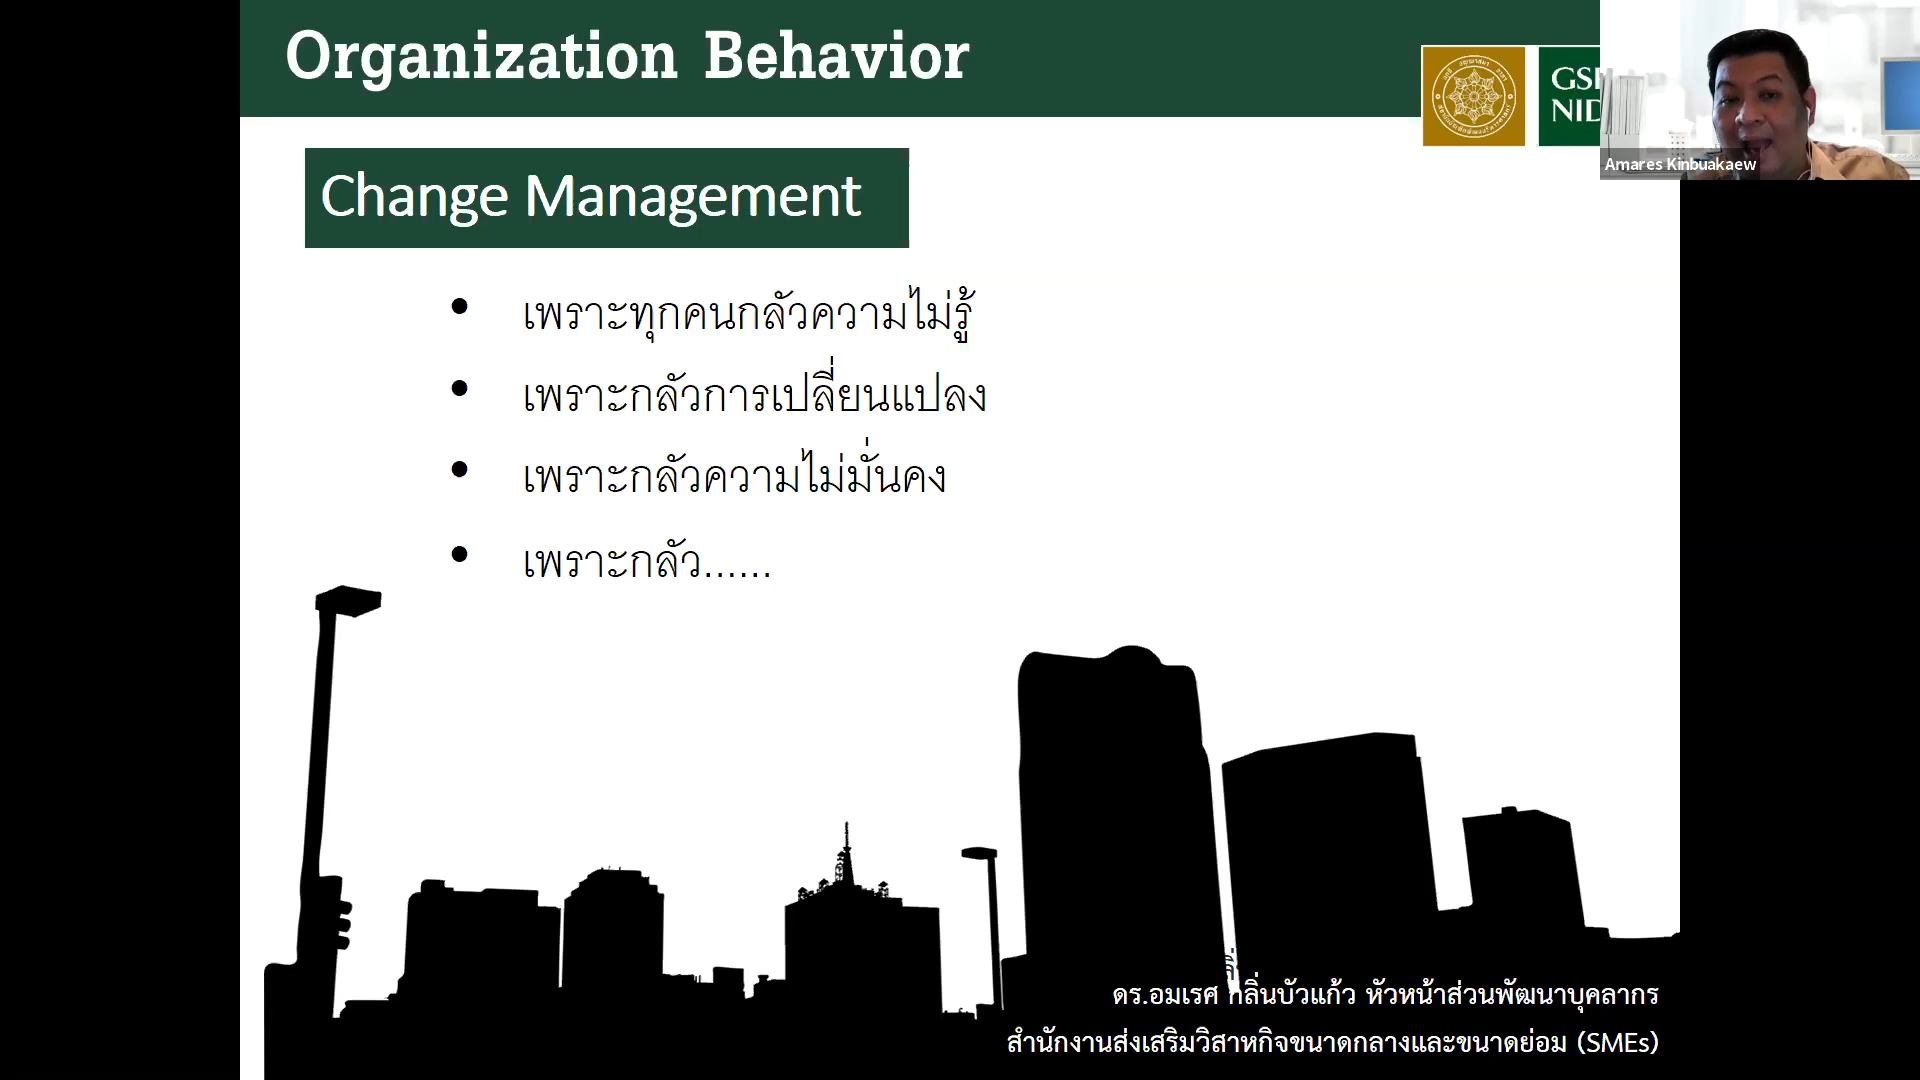 Organization Behavior
GS
NID
Amares Kinbuakaew
Change Management
• เพราะทุกคนกลัวความไม่รู้
• เพราะกลัวการเปลี่ยนแปลง
• เพราะกลัวความไม่มั่นคง
• เพราะกลัว......
ดร.อมเรศ กลิ่นบัวแก้ว หัวหน้าส่วนพัฒนาบุคลากร
สำนักงานส่งเสริมวิสาหกิจขนาดกลางและขนาดย่อม (SMEs)